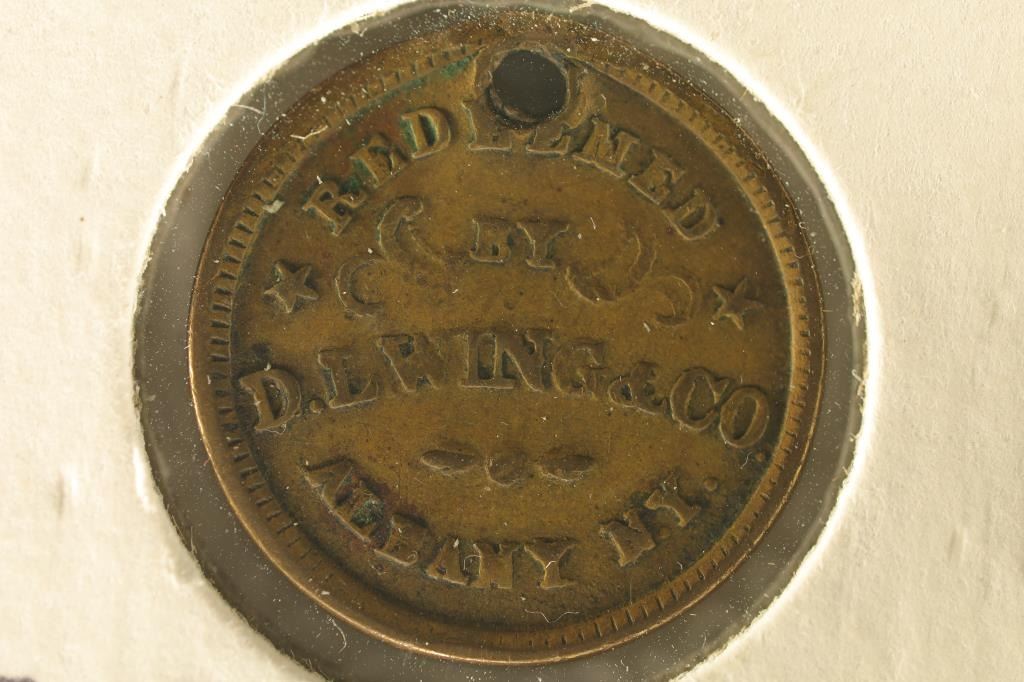 REDEEMED
BY
D.L WING & CO.
ALBANY N.Y.